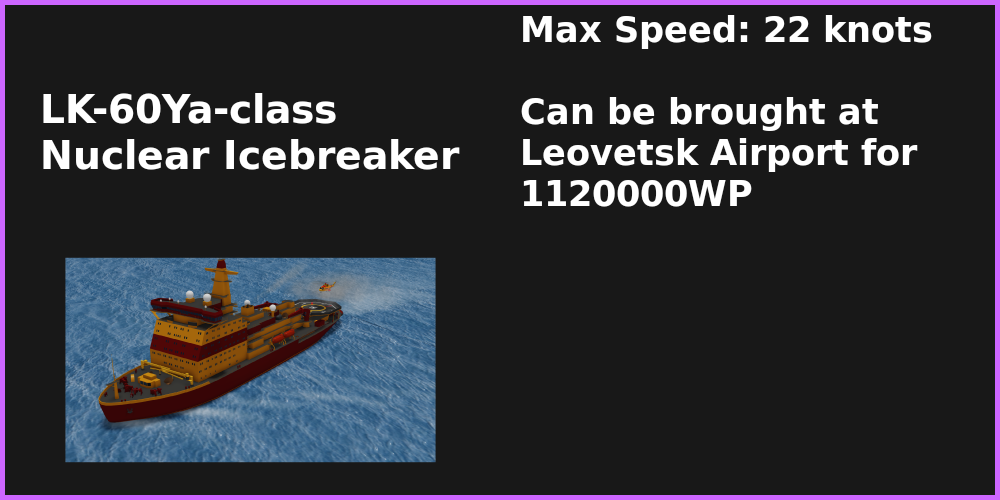 LK-60Ya-class
Nuclear Icebreaker
Max Speed: 22 knots
Can be brought at
Leovetsk Airport for
1120000WP